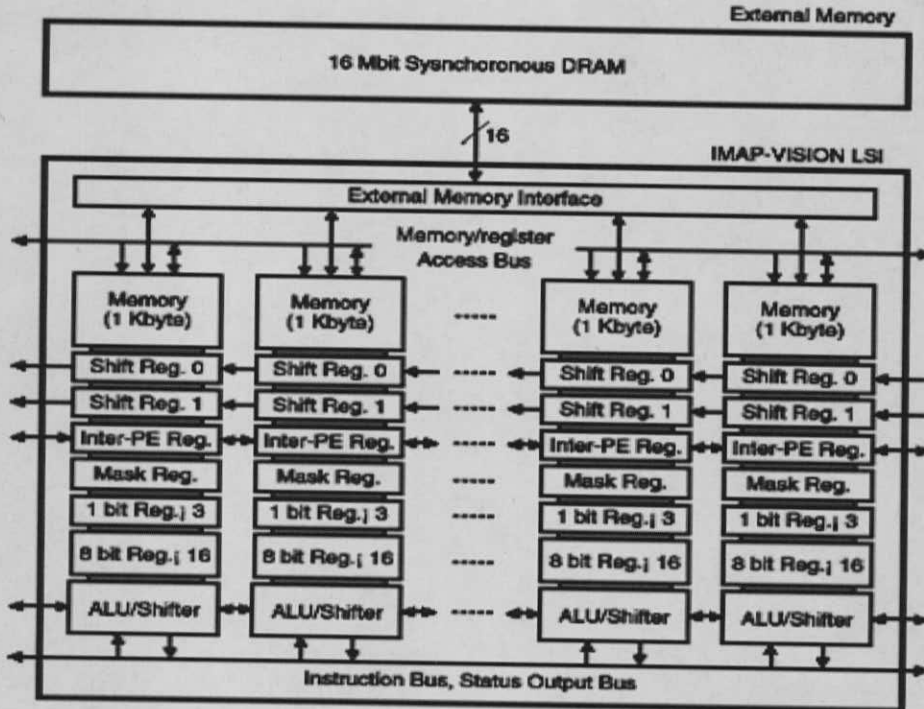 External Memory
16 Mbit Sysnchoronous DRAM
16
IMAP-VISION LSI
External Memory Interface
Memory/register
Access Bus
Memory
(1 Kbyte)
Memory
(1 Kbyte)
-----
Memory
(1 Kbyte)
Memory
(1 Kbyte)
Shift Reg. 0
Shift Reg. 0
-----
Shift Reg. 0
Shift Reg. 0
Shift Reg. 1
Shift Reg. 1
-----
Shift Reg. 1
Shift Reg. 1
Inter-PE Reg.
Inter-PE Reg.
-----
Inter-PE Reg.
Inter-PE Reg.
Mask Reg.
Mask Reg.
-----
Mask Reg.
Mask Reg.
1 bit Reg.¡ 3
1 bit Reg.¡ 3
-----
1 bit Reg.¡ 3
1 bit Reg.¡ 3
8 bit Reg.¡ 16
8 bit Reg.¡ 16
-----
8 bit Reg.¡ 16
8 bit Reg.¡ 16
ALU/Shifter
ALU/Shifter
-----
ALU/Shifter
ALU/Shifter
Instruction Bus, Status Output Bus